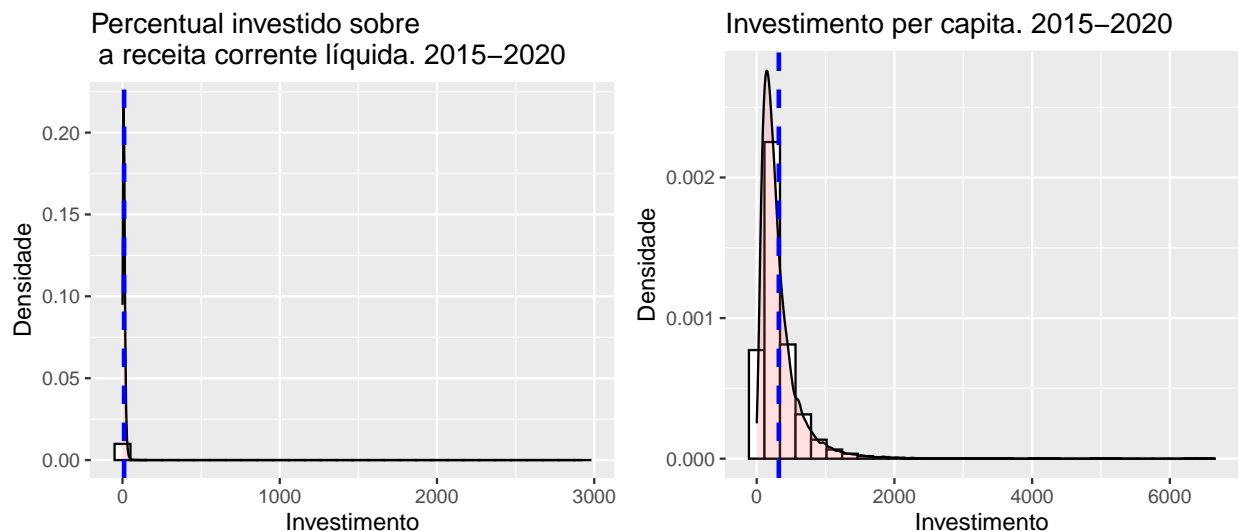 Percentual investido sobre
a receita corrente líquida. 2015−2020
Densidade
0.20
0.15
0.10
0.05
0.00
0
1000
2000
3000
Investimento
Investimento per capita. 2015−2020
Densidade
0.002
0.001
0.000
0
2000
4000
6000
Investimento